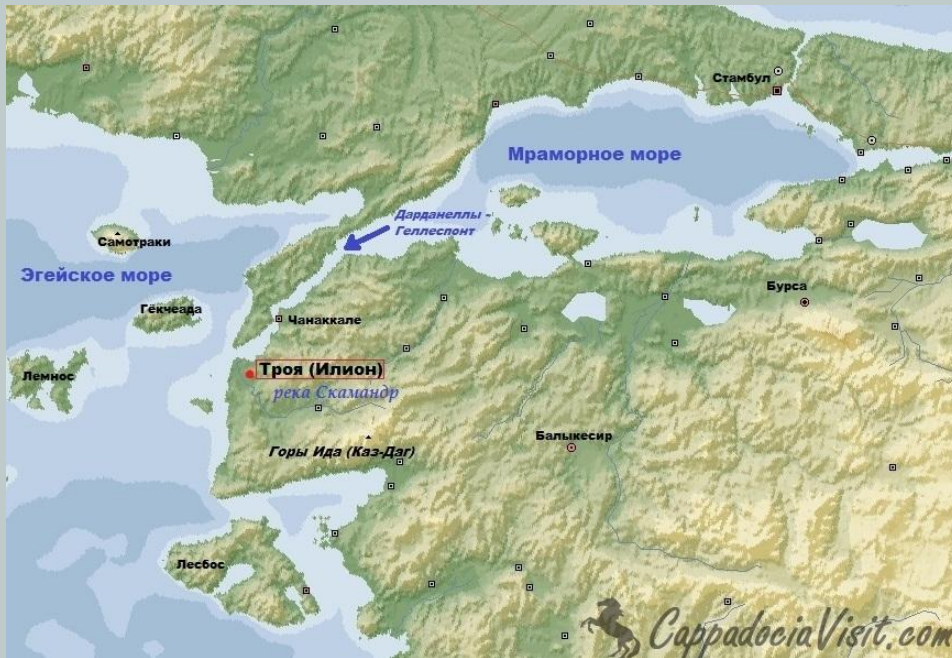 Стамбул
Мраморное море
Дарданеллы -
Геллеспонт
Самотраки
Эгейское море
Бурса
Гёкчеада
Чанаккале
Троя (Илион)
Лемнос
река Скамандр
Балыкесир
Горы Ида (Каз-Даг)
Лесбос
CappadociaVisit.com